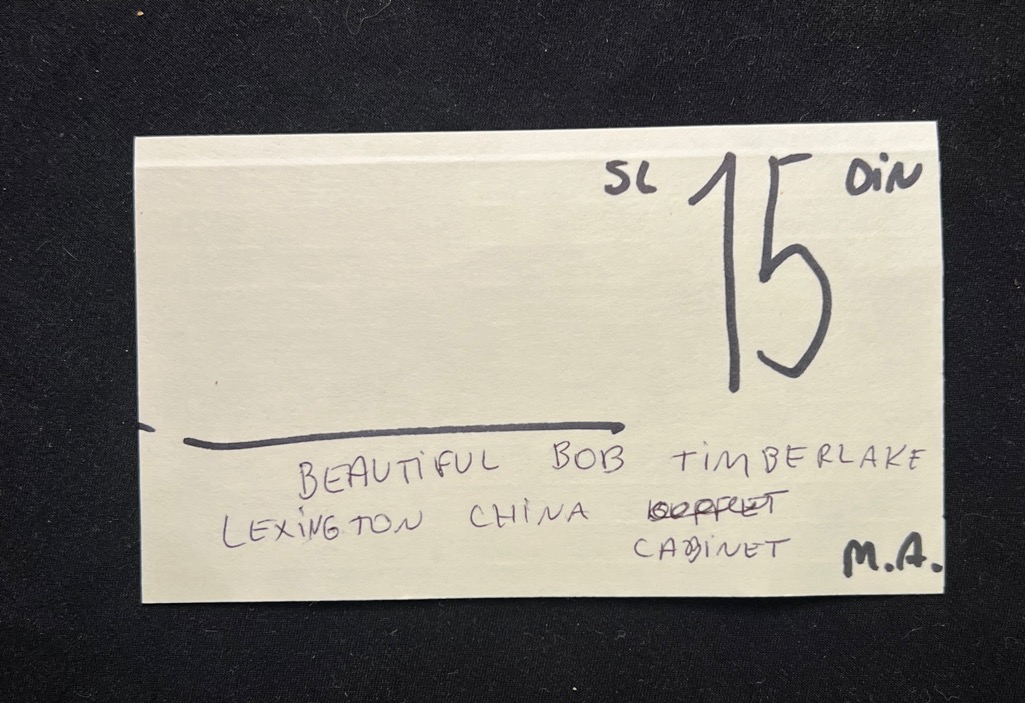 SL 15 DiN
BEAUTiFUL BOB TiMBERLAKE
LEXiNGTON CHiNA
CABiNET M.A.